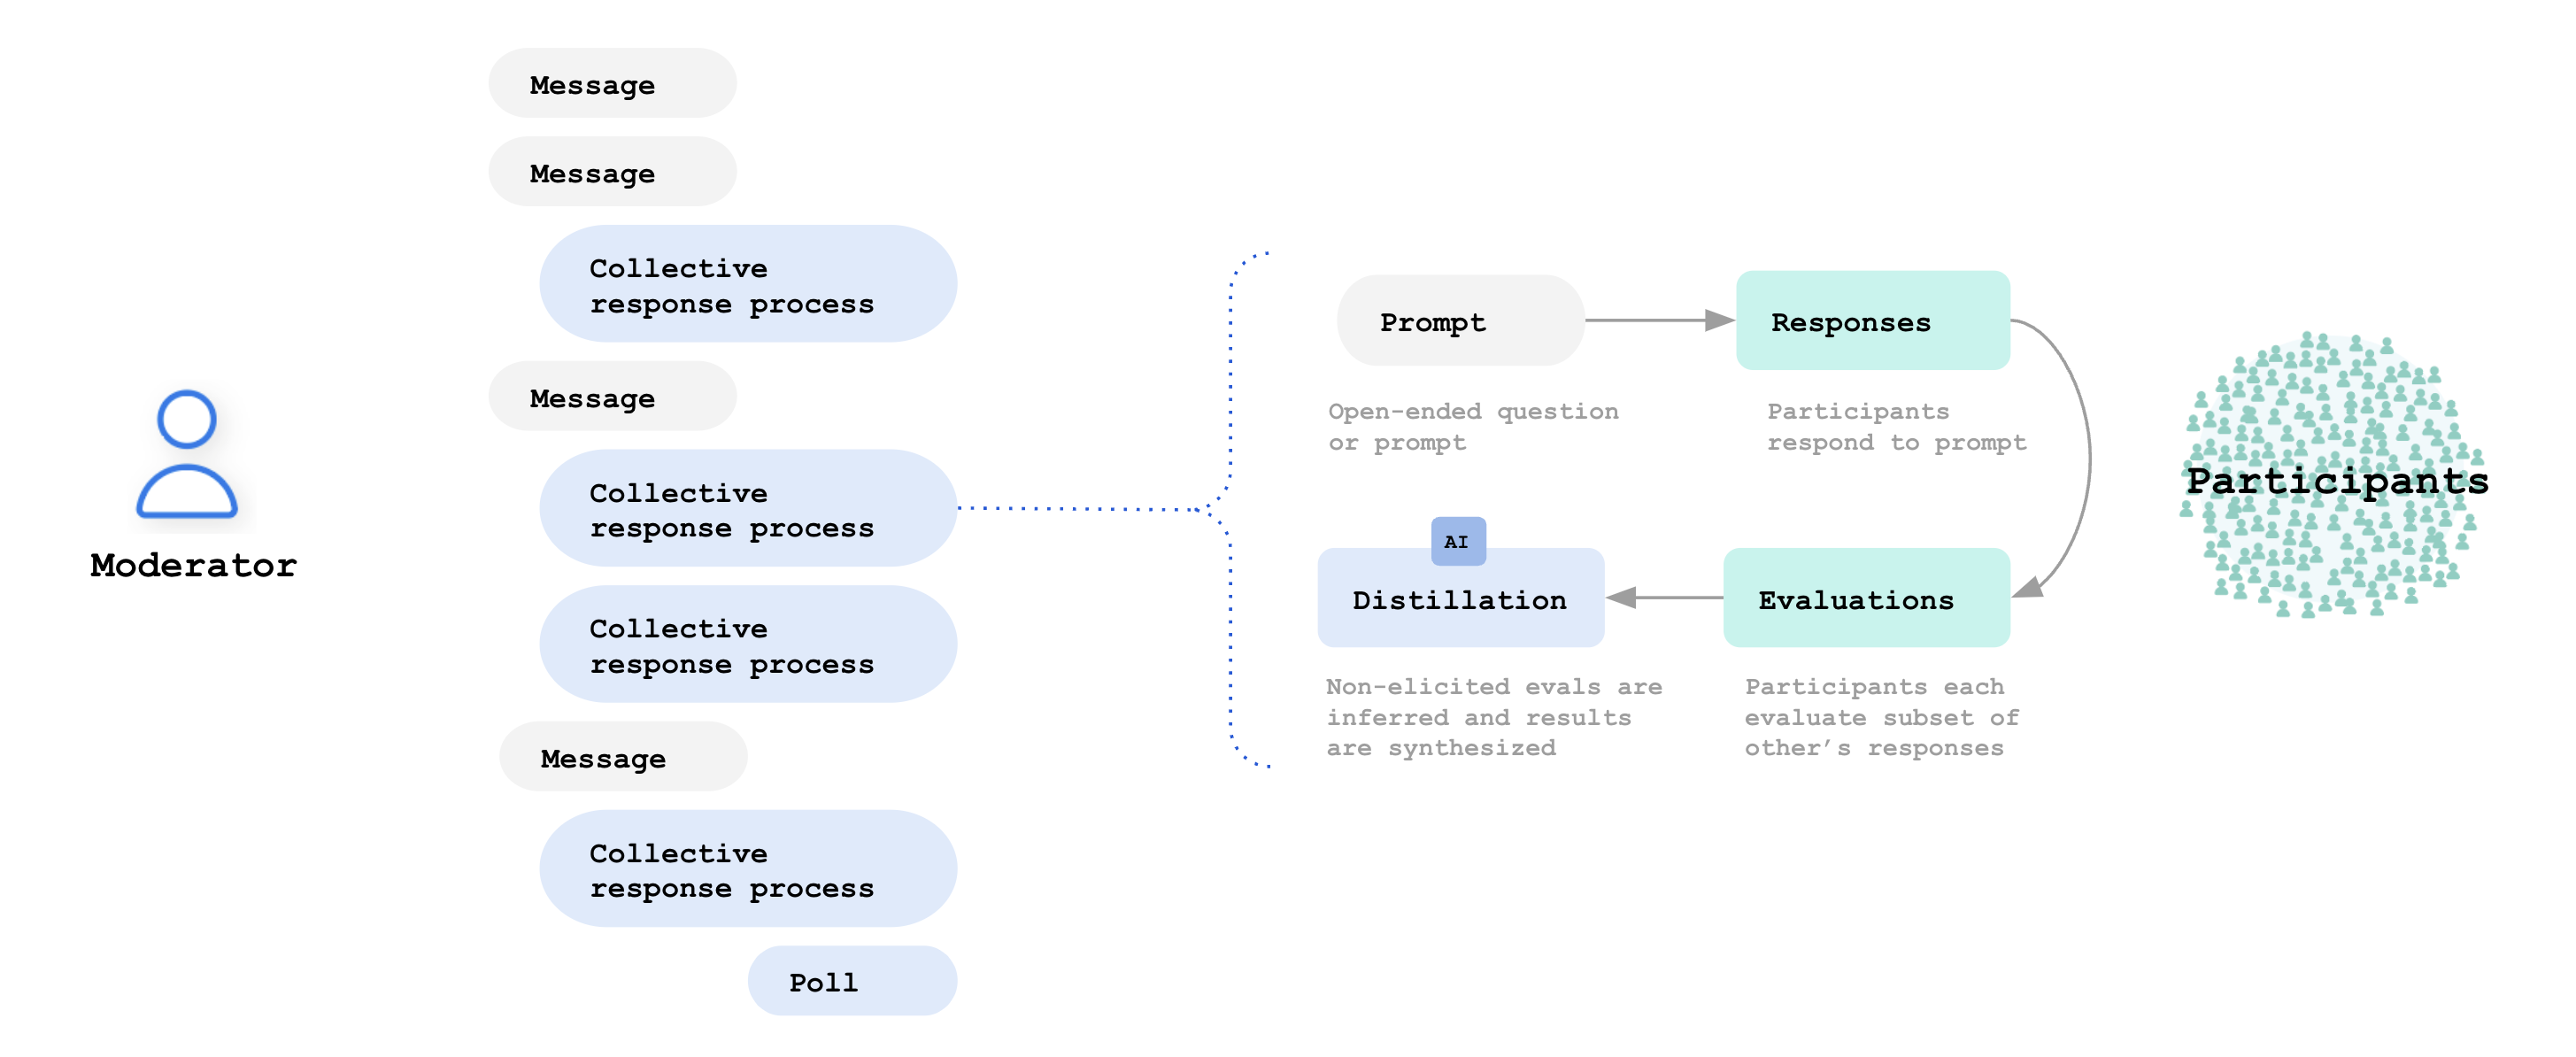 Message
Message
Collective
response process
Message
Collective
response process
Collective
response process
Message
Collective
response process
Poll
Moderator
Prompt
Open-ended question
or prompt
Responses
Participants
respond to prompt
AI
Distillation
Non-elicited evals are
inferred and results
are synthesized
Evaluations
Participants each
evaluate subset of
other’s responses
Participants